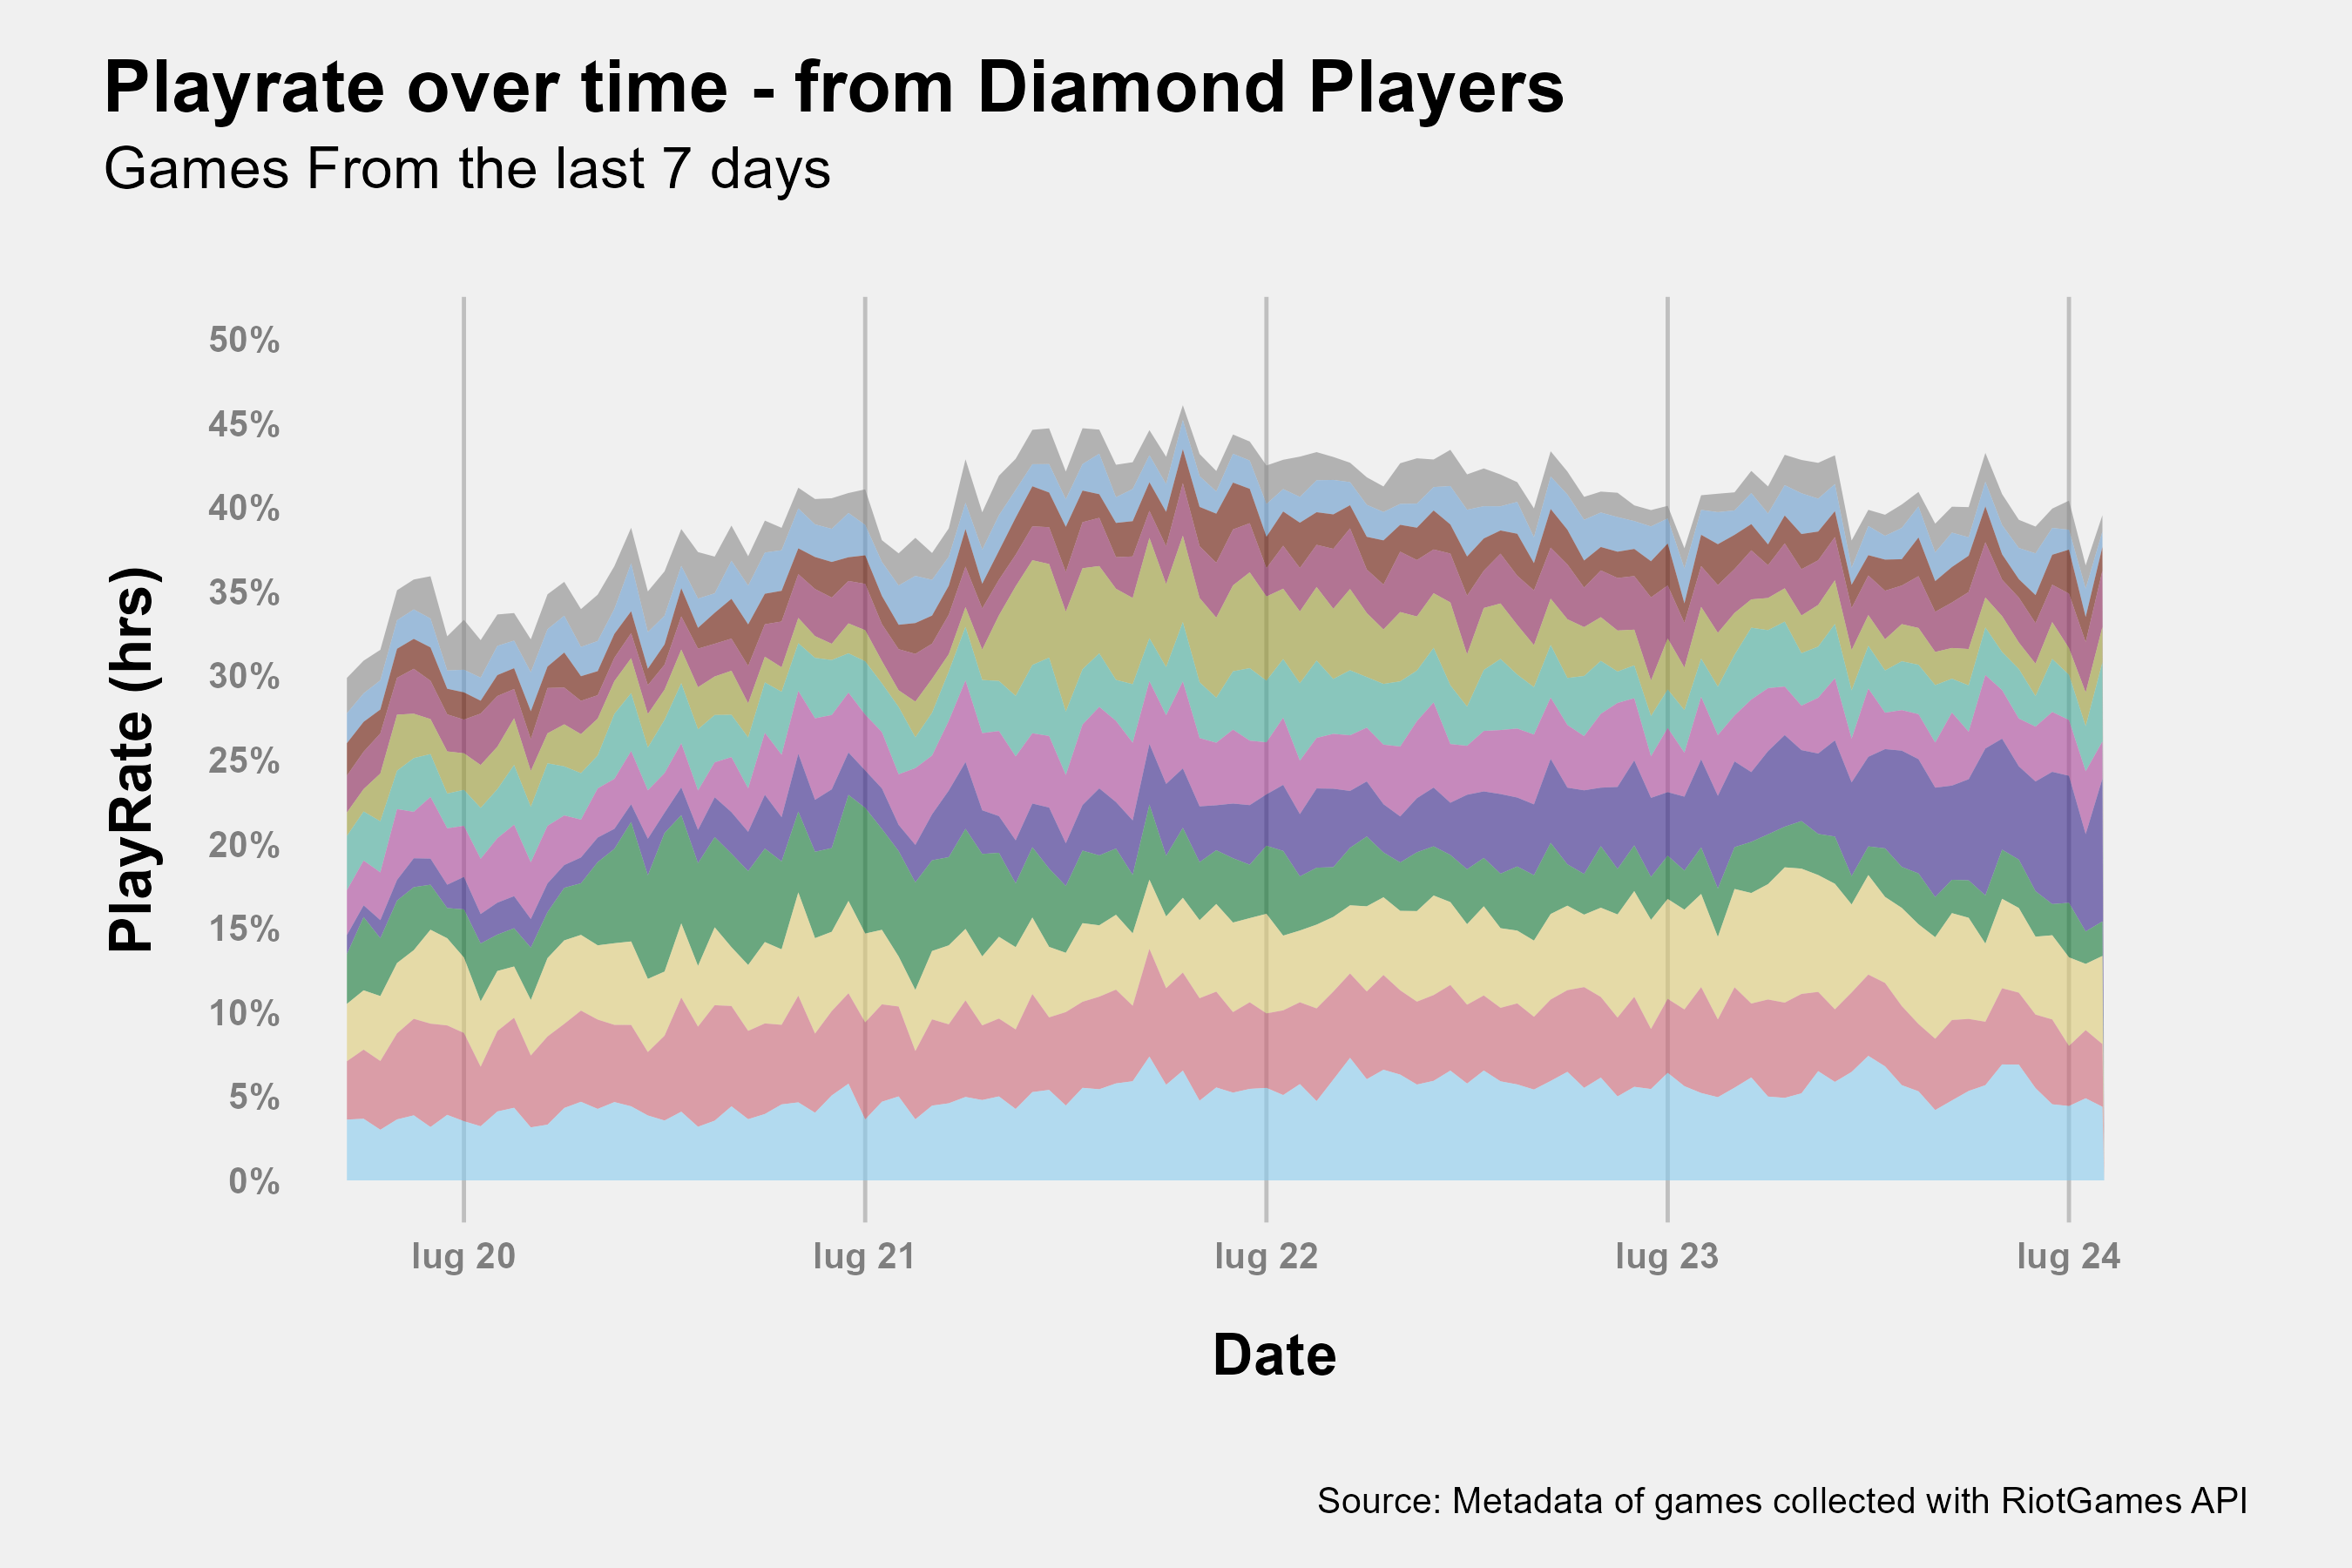 Playrate over time - from Diamond Players
Games From the last 7 days
PlayRate (hrs)
50%
45%
40%
35%
30%
25%
20%
15%
10%
5%
0%
lug 20
lug 21
lug 22
lug 23
lug 24
Date
Source: Metadata of games collected with RiotGames API